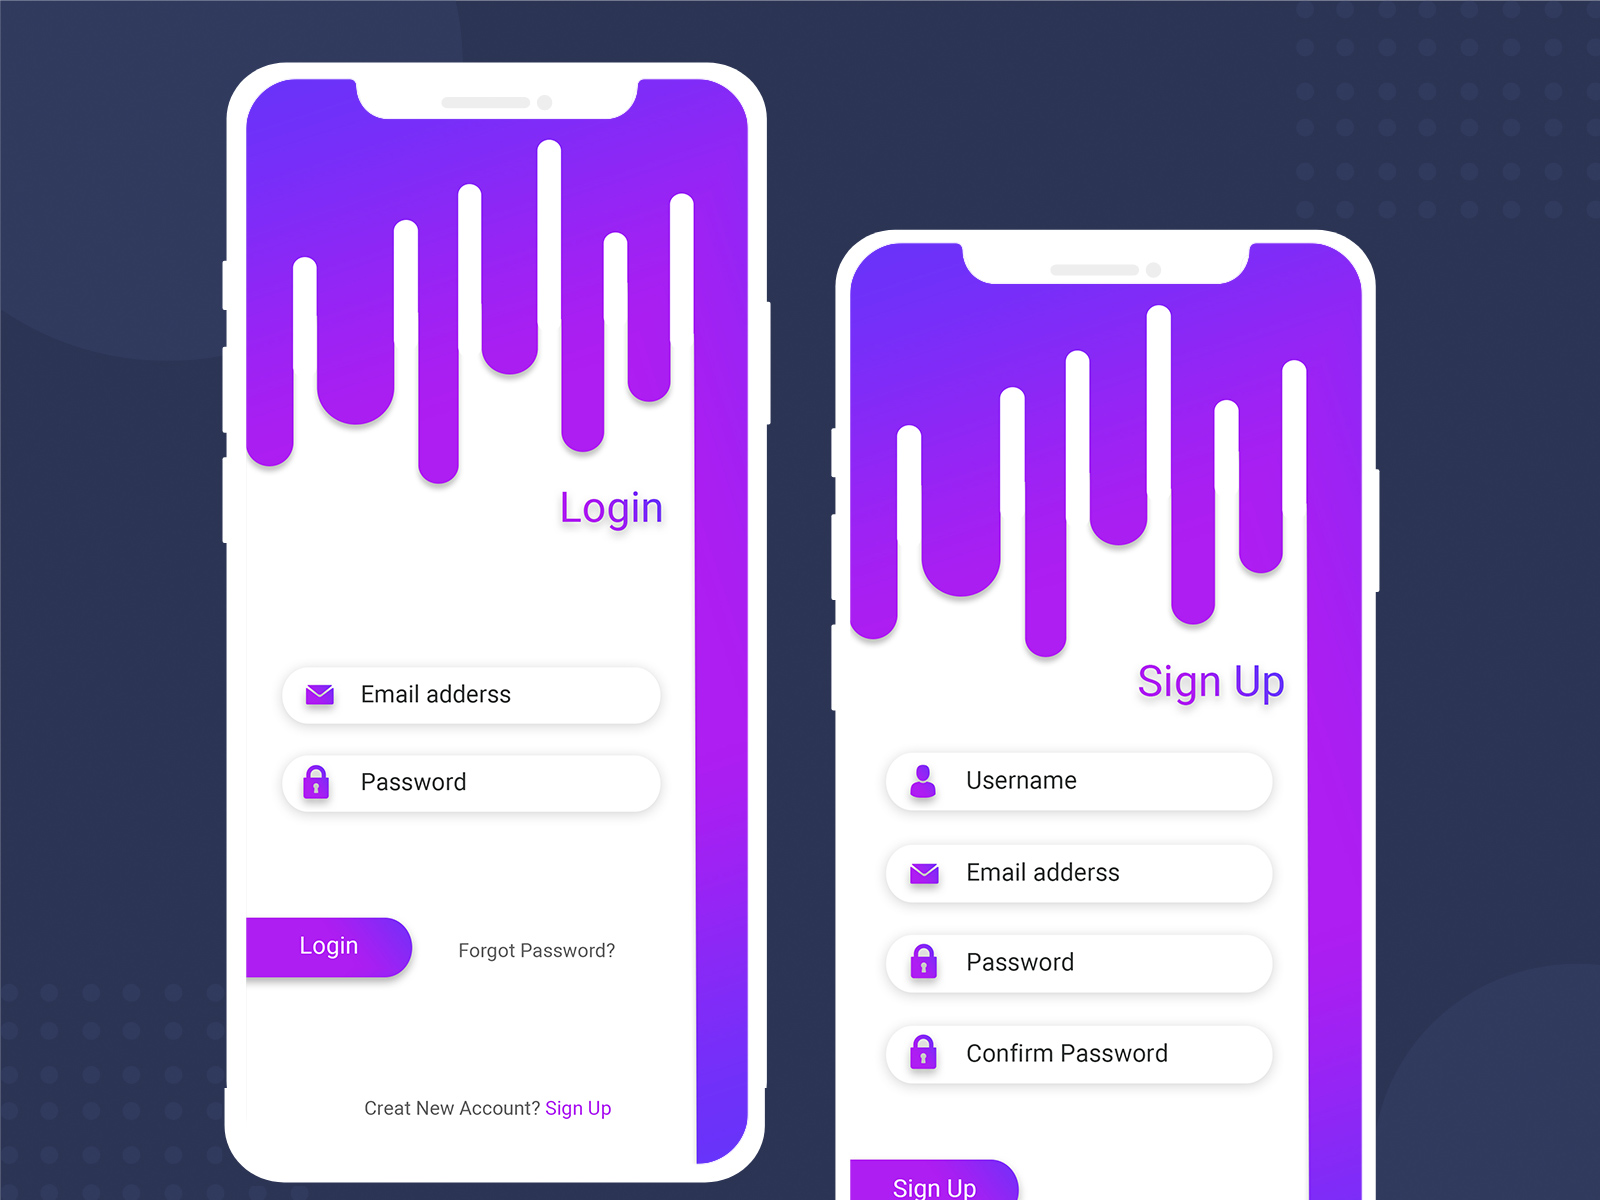 Login
Email adderss
Password
Login
Forgot Password?
Creat New Account? Sign Up
Sign Up
Username
Email adderss
Password
Confirm Password
Sign Up